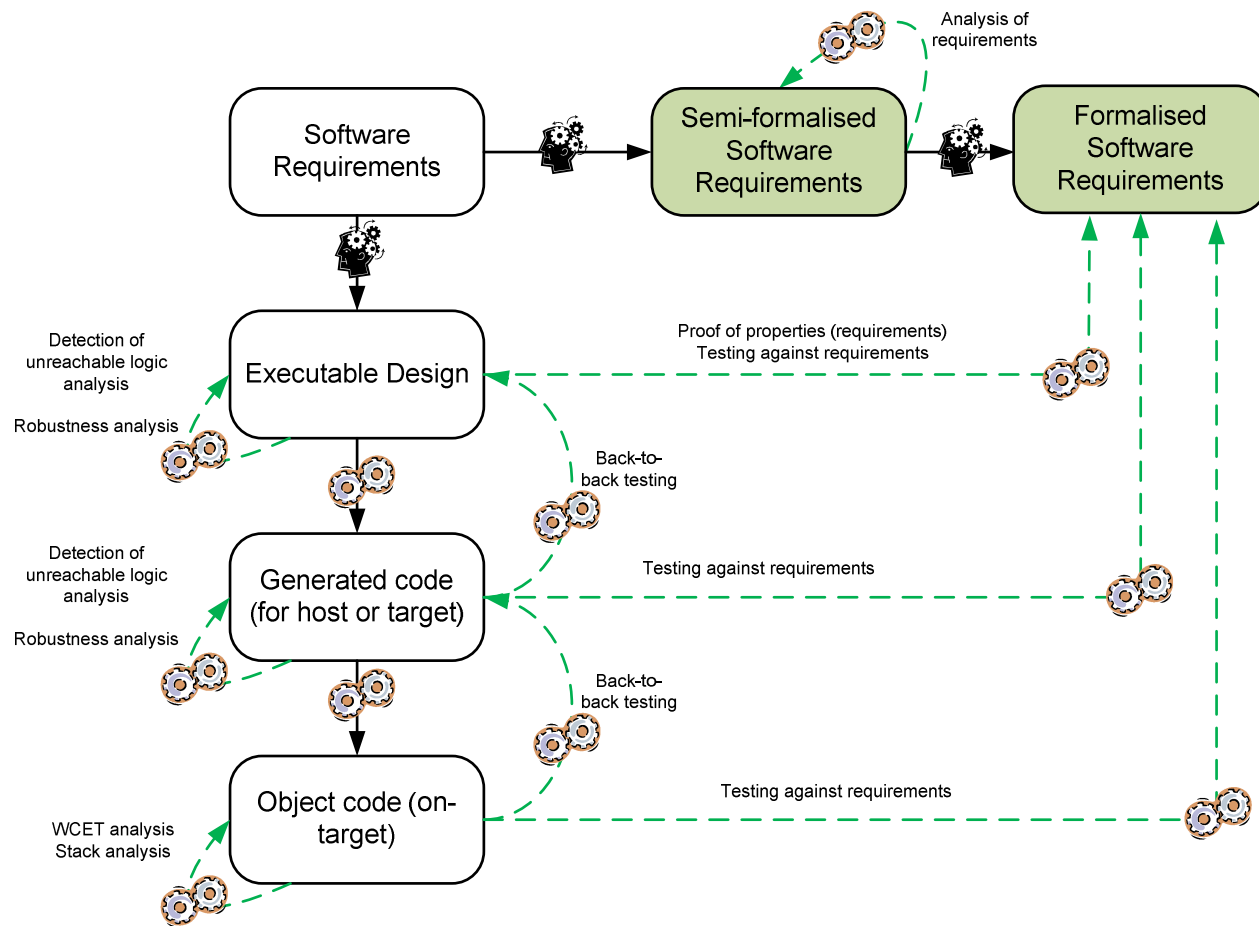 Analysis of
requirements
Software
Requirements
Semi-formalised
Software
Requirements
Formalised
Software
Requirements
Detection of
unreachable logic
analysis
Robustness analysis
Executable Design
Proof of properties (requirements)
Testing against requirements
Back-to-
back testing
Detection of
unreachable logic
analysis
Robustness analysis
Generated code
(for host or target)
Testing against requirements
Back-to-
back testing
WCET analysis
Stack analysis
Object code (on-
target)
Testing against requirements